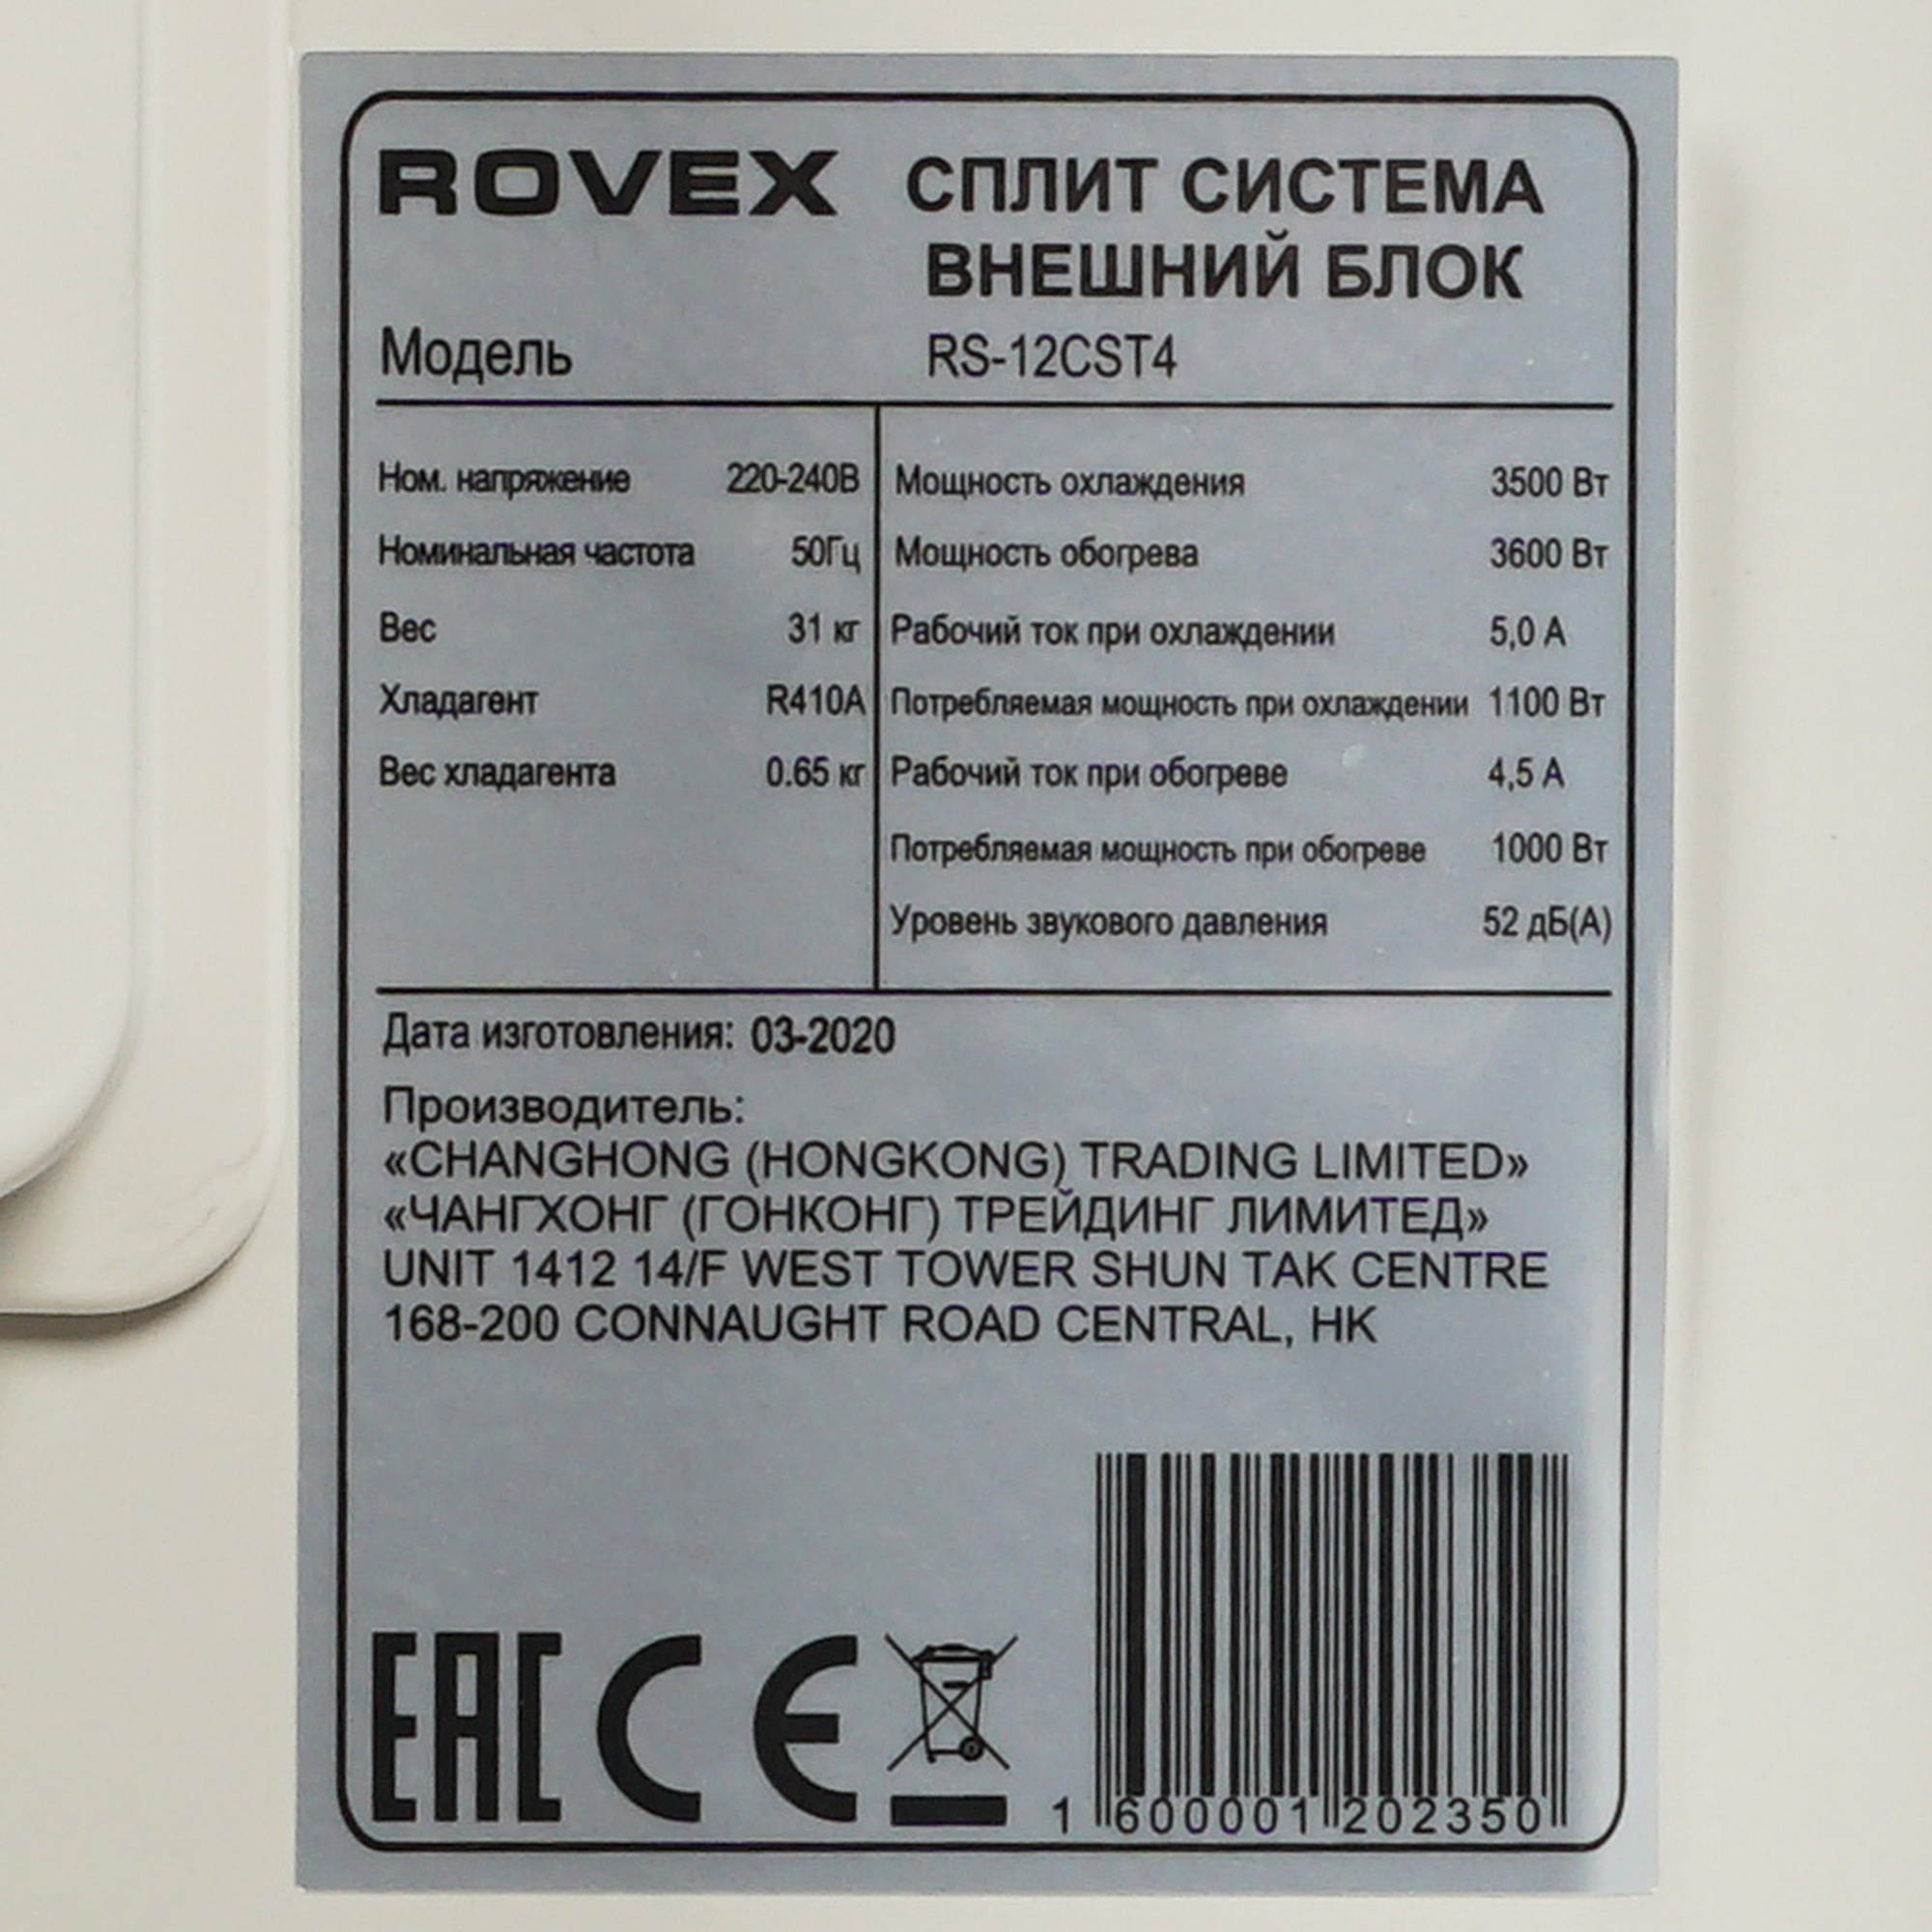 ROVEX СПЛИТ СИСТЕМА
ВНЕШНИЙ БЛОК
Модель RS-12CST4
Ном. напряжение 220-240В
Номинальная частота 50Гц
Вес 31 кг
Хладагент R410A
Вес хладагента 0.65 кг
Мощность охлаждения 3500 Вт
Мощность обогрева 3600 Вт
Рабочий ток при охлаждении 5,0 А
Потребляемая мощность при охлаждении 1100 Вт
Рабочий ток при обогреве 4,5 А
Потребляемая мощность при обогреве 1000 Вт
Уровень звукового давления 52 дБ(А)
Дата изготовления: 03-2020
Производитель:
«CHANGHONG (HONGKONG) TRADING LIMITED»
«ЧАНГХОНГ (ГОНКОНГ) ТРЕЙДИНГ ЛИМИТЕД»
UNIT 1412 14/F WEST TOWER SHUN TAK CENTRE
168-200 CONNAUGHT ROAD CENTRAL, HK
EAC CE
1 600001 202350